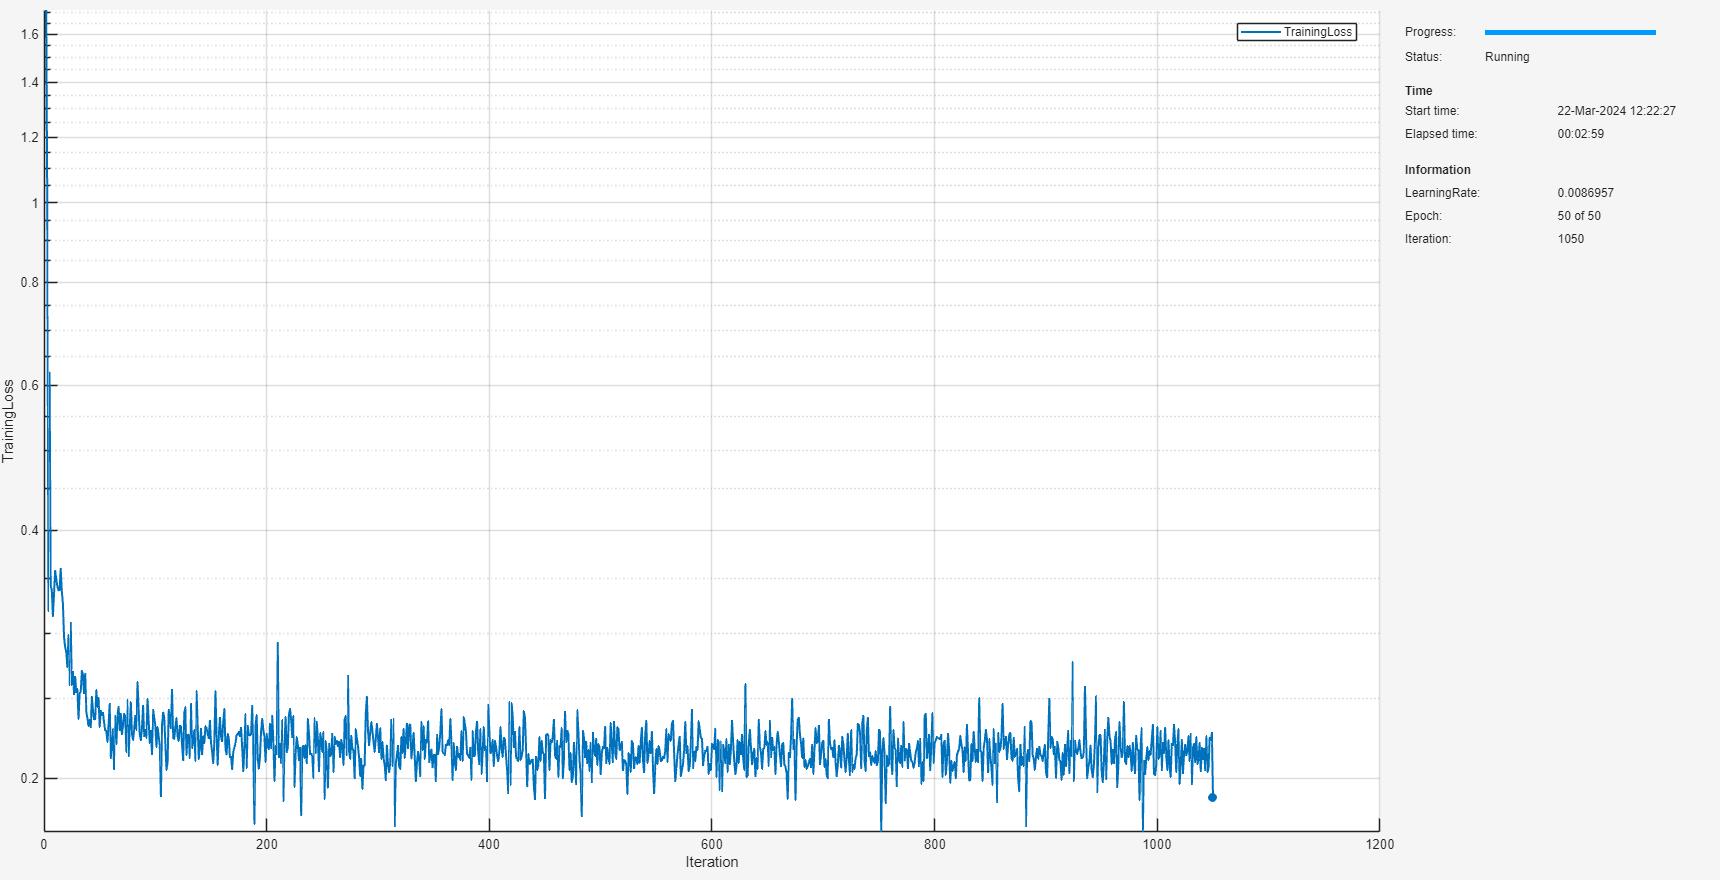 TrainingLoss
1.6
1.4
1.2
1
0.8
0.6
0.4
0.2
TrainingLoss
0 200 400 600 800 1000 1200
Iteration
Progress:
Status: Running
Time
Start time: 22-Mar-2024 12:22:27
Elapsed time: 00:02:59
Information
LearningRate: 0.0086957
Epoch: 50 of 50
Iteration: 1050